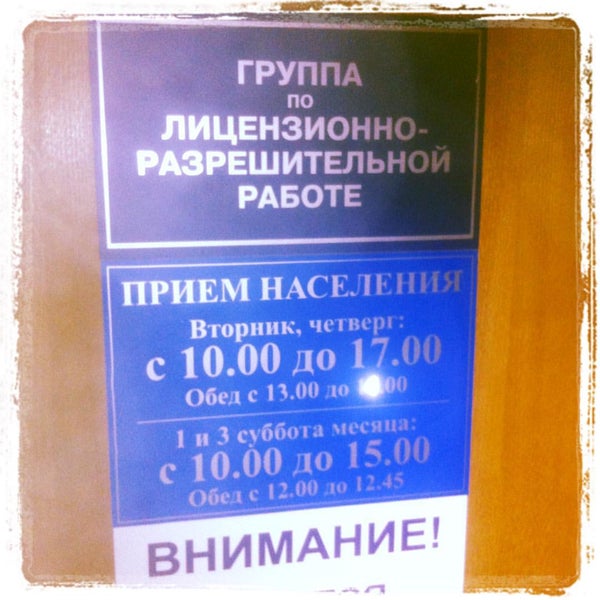 ГРУППА
ПО
ЛИЦЕНЗИОННО-
РАЗРЕШИТЕЛЬНОЙ
РАБОТЕ
ПРИЕМ НАСЕЛЕНИЯ
Вторник, четверг:
с 10.00 до 17.00
Обед с 13.00 до
1 и 3 суббота месяца:
с 10.00 до 15.00
Обед с 12.00 до 12.45
ВНИМАНИЕ!